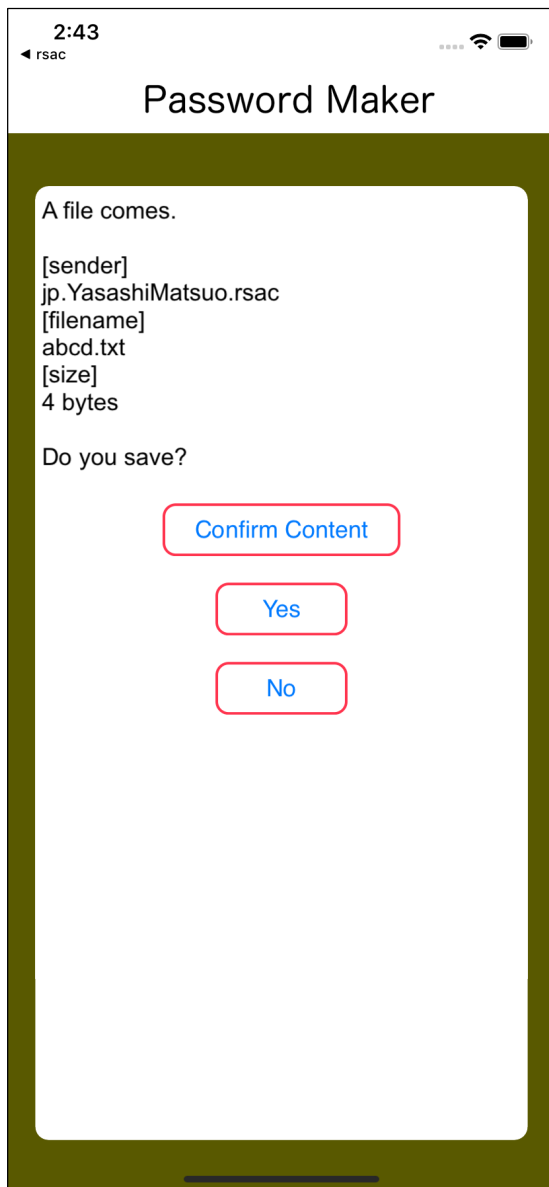 2:43
◀ rsac
Password Maker
A file comes.
[sender]
jp.YasashiMatsuo.rsac
[filename]
abcd.txt
[size]
4 bytes
Do you save?
Confirm Content
Yes
No